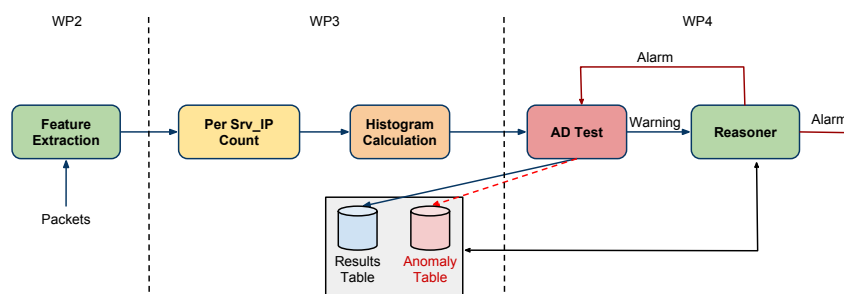 WP2
WP3
WP4
Alarm
Feature
Extraction
Per Srv_IP
Count
Histogram
Calculation
AD Test
Warning
Reasoner
Alarm
Packets
Results
Table
Anomaly
Table